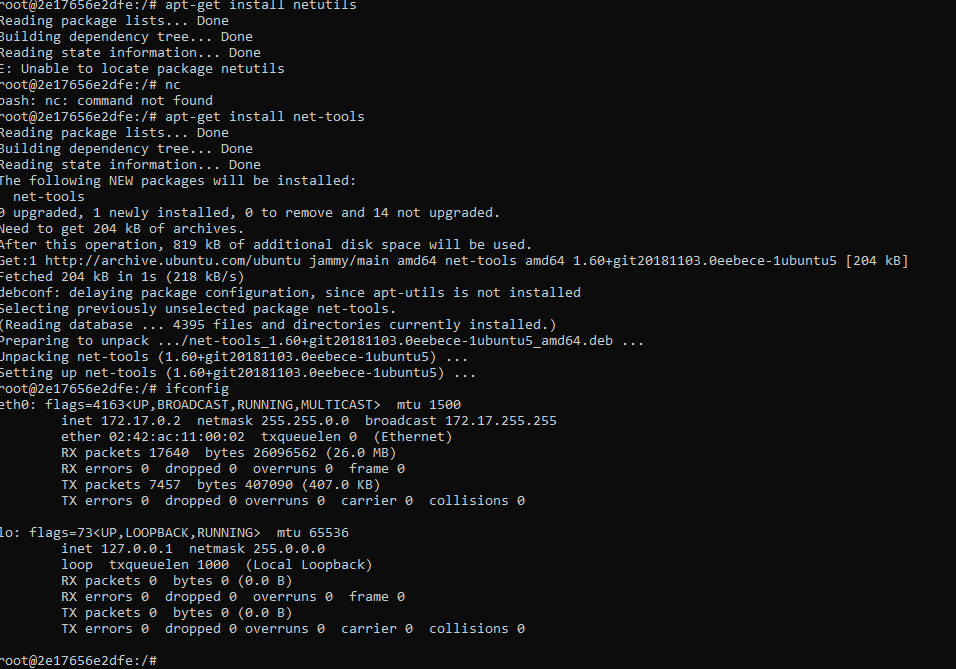 root@2e17656e2dfe:/# apt-get install netutils
Reading package lists... Done
Building dependency tree... Done
Reading state information... Done
E: Unable to locate package netutils
root@2e17656e2dfe:/# nc
bash: nc: command not found
root@2e17656e2dfe:/# apt-get install net-tools
Reading package lists... Done
Building dependency tree... Done
Reading state information... Done
The following NEW packages will be installed:
  net-tools
0 upgraded, 1 newly installed, 0 to remove and 14 not upgraded.
Need to get 204 kB of archives.
After this operation, 819 kB of additional disk space will be used.
Get:1 http://archive.ubuntu.com/ubuntu jammy/main amd64 net-tools amd64 1.60+git20181103.0eebece-1ubuntu5 [204 kB]
Fetched 204 kB in 1s (218 kB/s)
debconf: delaying package configuration, since apt-utils is not installed
Selecting previously unselected package net-tools.
(Reading database ... 4395 files and directories currently installed.)
Preparing to unpack .../net-tools_1.60+git20181103.0eebece-1ubuntu5_amd64.deb ...
Unpacking net-tools (1.60+git20181103.0eebece-1ubuntu5) ...
Setting up net-tools (1.60+git20181103.0eebece-1ubuntu5) ...
root@2e17656e2dfe:/# ifconfig
eth0: flags=4163<UP,BROADCAST,RUNNING,MULTICAST>  mtu 1500
        inet 172.17.0.2  netmask 255.255.0.0  broadcast 172.17.255.255
        ether 02:42:ac:11:00:02  txqueuelen 0  (Ethernet)
        RX packets 17640  bytes 26096562 (26.0 MB)
        RX errors 0  dropped 0  overruns 0  frame 0
        TX packets 7457  bytes 407090 (407.0 KB)
        TX errors 0  dropped 0 overruns 0  carrier 0  collisions 0

lo: flags=73<UP,LOOPBACK,RUNNING>  mtu 65536
        inet 127.0.0.1  netmask 255.0.0.0
        loop  txqueuelen 1000  (Local Loopback)
        RX packets 0  bytes 0 (0.0 B)
        RX errors 0  dropped 0  overruns 0  frame 0
        TX packets 0  bytes 0 (0.0 B)
        TX errors 0  dropped 0 overruns 0  carrier 0  collisions 0

root@2e17656e2dfe:/#